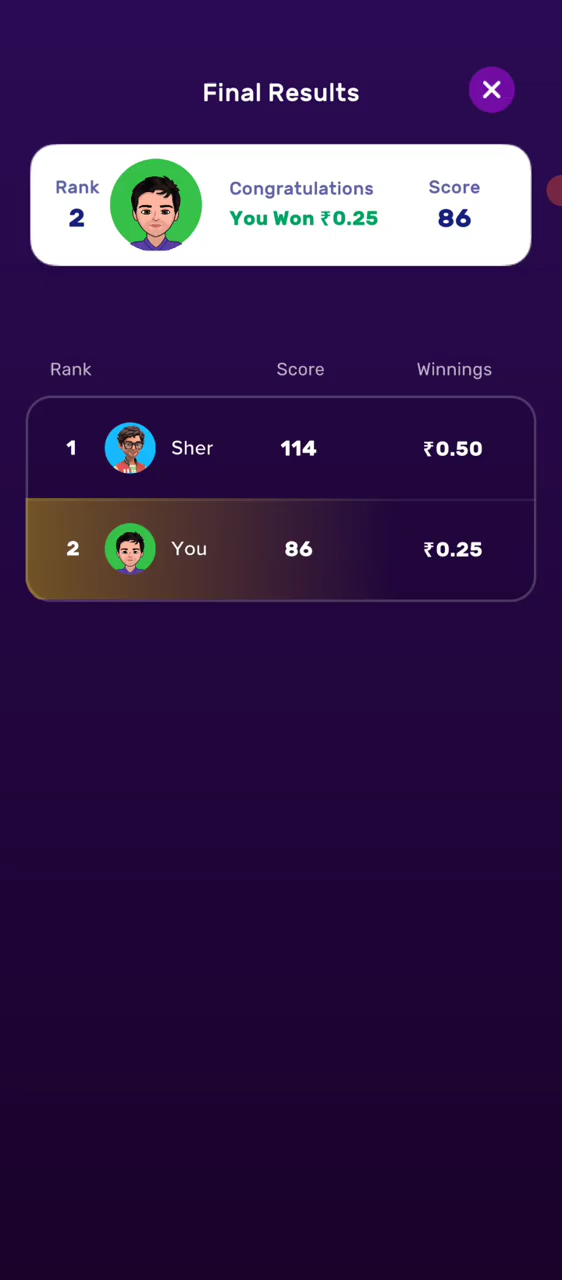 Final Results
Rank Congratulations Score
2 You Won ₹0.25 86
Rank Score Winnings
1 Sher 114 ₹0.50
2 You 86 ₹0.25